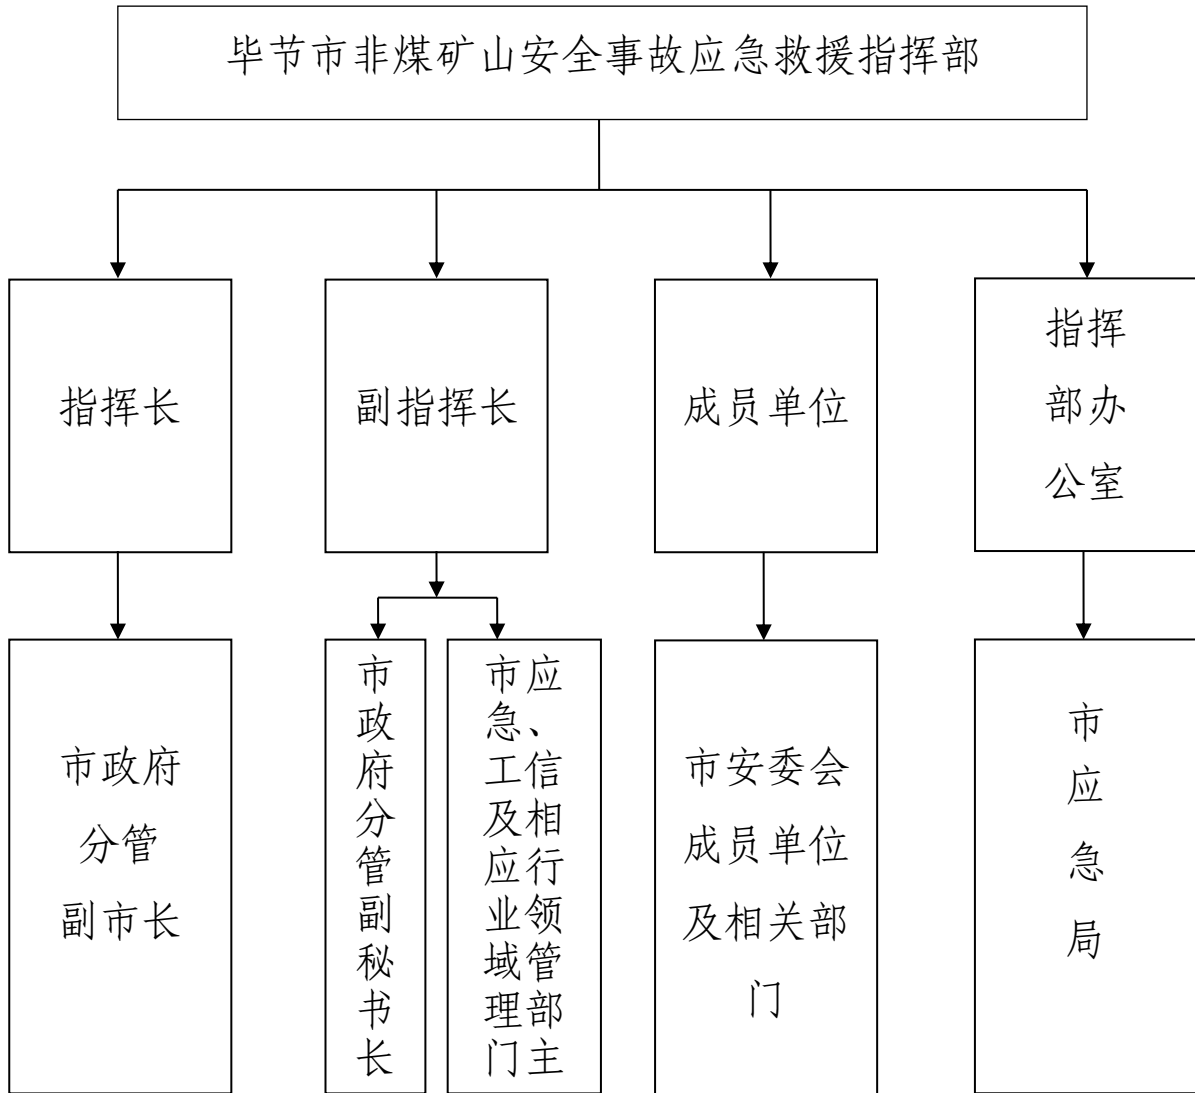 毕节市非煤矿山安全事故应急救援指挥部
指挥长
副指挥长
成员单位
指挥
部办
公室
市政府
分管
副市长
市
政
府
分
管
副
秘
书
长
市应
急、
工信
及相
应行
业领
域管
理部
门主
市安委会
成员单位
及相关部
门
市
应
急
局